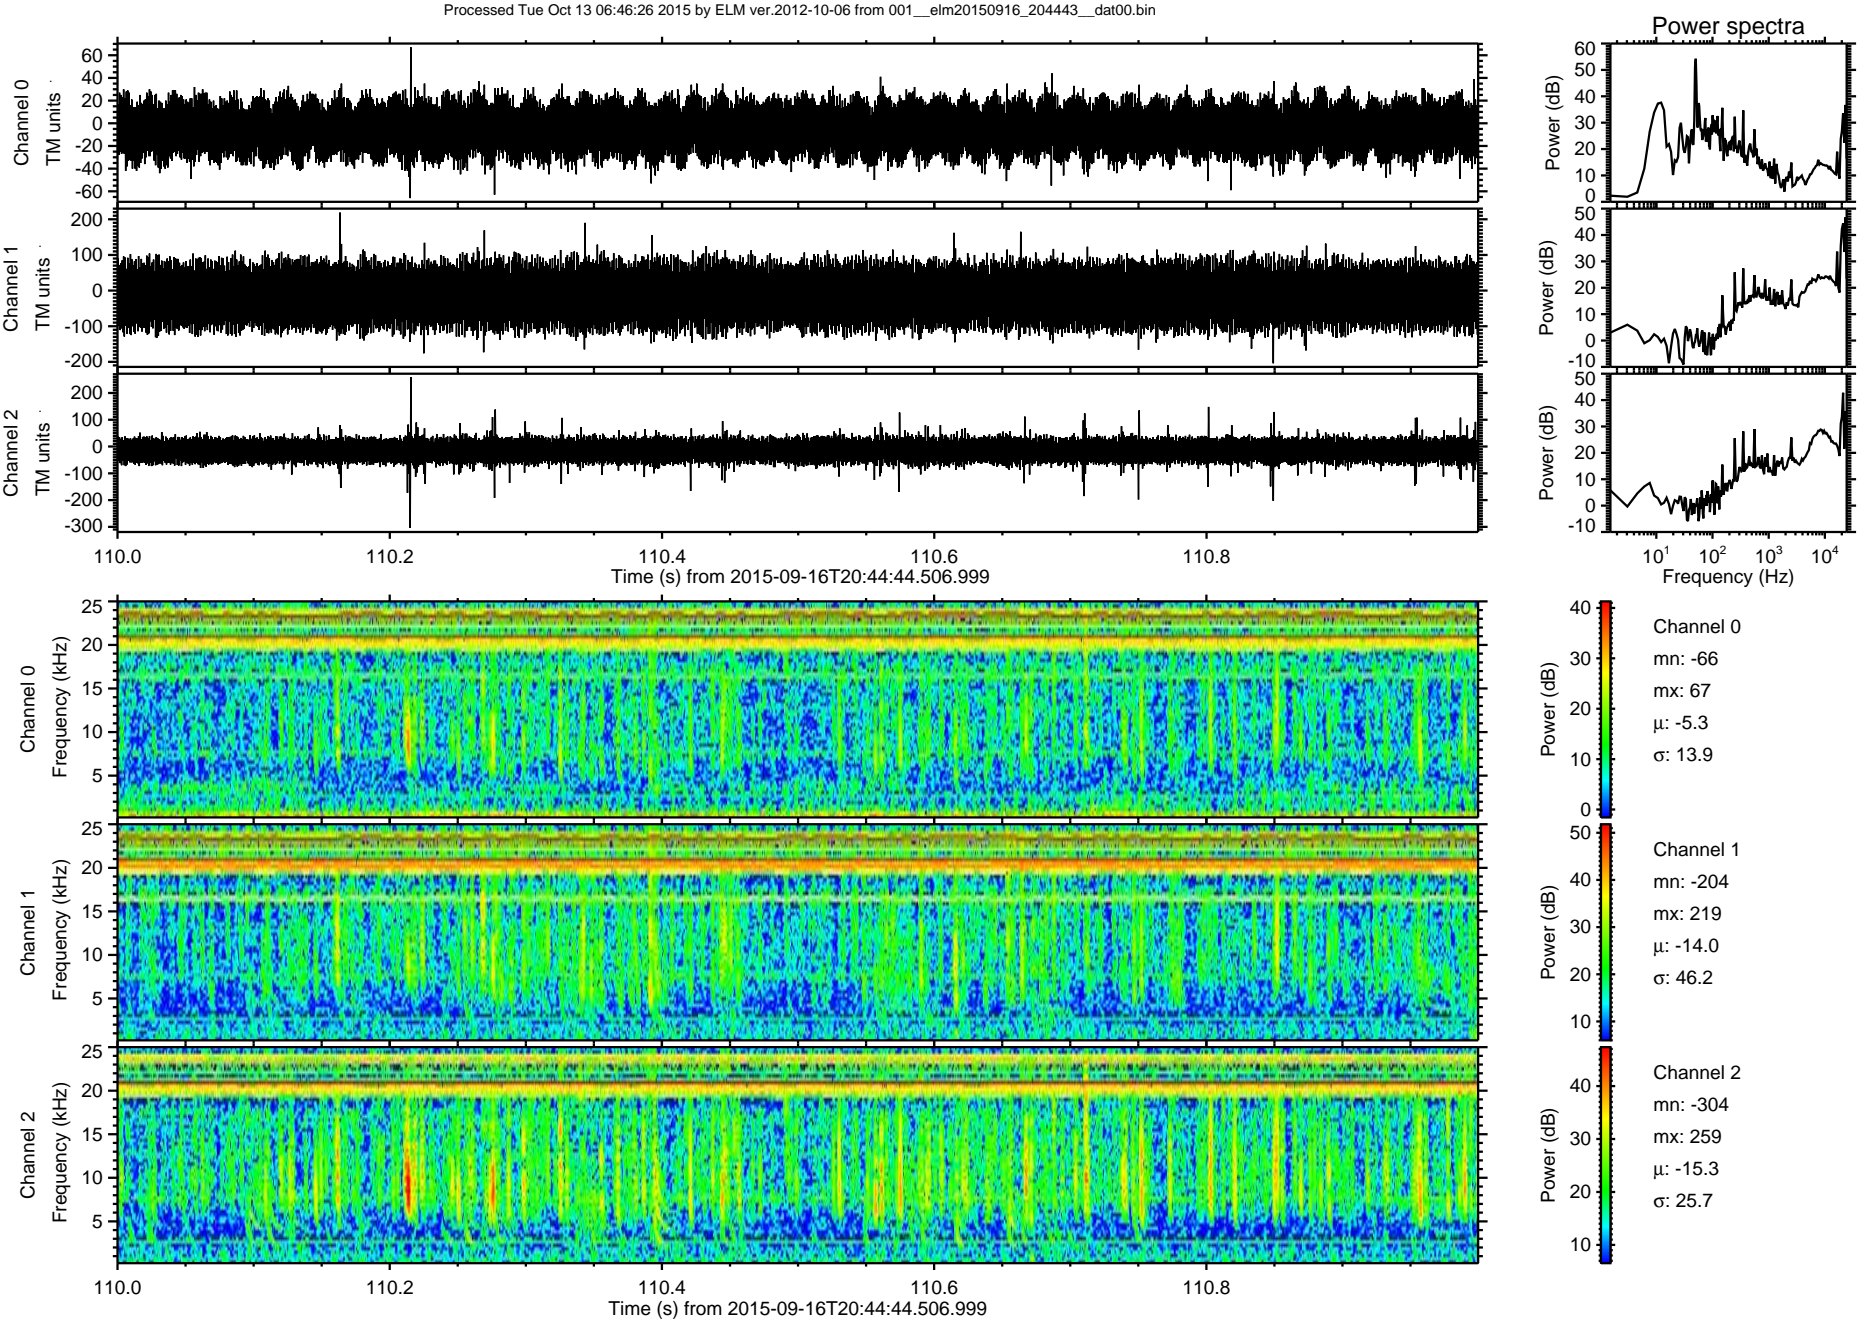 Processed Tue Oct 13 06:46:26 2015 by ELM ver.2012-10-06 from 001__elm20150916_204443__dat00.bin
Power spectra
Channel 0
TM units
60
40
20
0
-20
-40
-60
Power (dB)
60
50
40
30
20
10
0
Channel 1
TM units
200
100
0
-100
-200
Power (dB)
50
40
30
20
10
0
-10
Channel 2
TM units
200
100
0
-100
-200
-300
Power (dB)
50
40
30
20
10
0
-10
110.0 110.2 110.4 110.6 110.8
Time (s) from 2015-09-16T20:44:44.506.999
10^1 10^2 10^3 10^4
Frequency (Hz)
Channel 0
Frequency (kHz)
25
20
15
10
5
Power (dB)
40
30
20
10
0
Channel 0
mn: -66
mx: 67
μ: -5.3
σ: 13.9
Channel 1
Frequency (kHz)
25
20
15
10
5
Power (dB)
50
40
30
20
10
Channel 1
mn: -204
mx: 219
μ: -14.0
σ: 46.2
Channel 2
Frequency (kHz)
25
20
15
10
5
Power (dB)
40
30
20
10
Channel 2
mn: -304
mx: 259
μ: -15.3
σ: 25.7
110.0 110.2 110.4 110.6 110.8
Time (s) from 2015-09-16T20:44:44.506.999